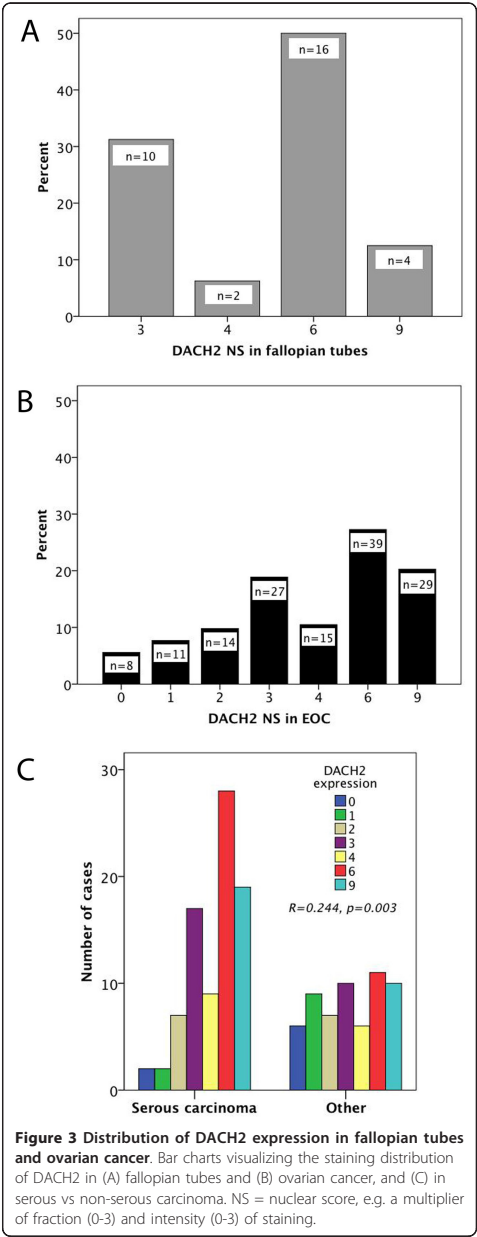 A
50
40
30
20
10
0
Percent
n=10
n=2
n=16
n=4
3 4 6 9
DACH2 NS in fallopian tubes
B
50
40
30
20
10
0
Percent
n=8
n=11
n=14
n=27
n=15
n=39
n=29
0 1 2 3 4 6 9
DACH2 NS in EOC
C
30
20
10
0
Number of cases
DACH2
expression
0
1
2
3
4
6
9
R=0.244, p=0.003
Serous carcinoma Other
Figure 3 Distribution of DACH2 expression in fallopian tubes
and ovarian cancer. Bar charts visualizing the staining distribution
of DACH2 in (A) fallopian tubes and (B) ovarian cancer, and (C) in
serous vs non-serous carcinoma. NS = nuclear score, e.g. a multiplier
of fraction (0-3) and intensity (0-3) of staining.